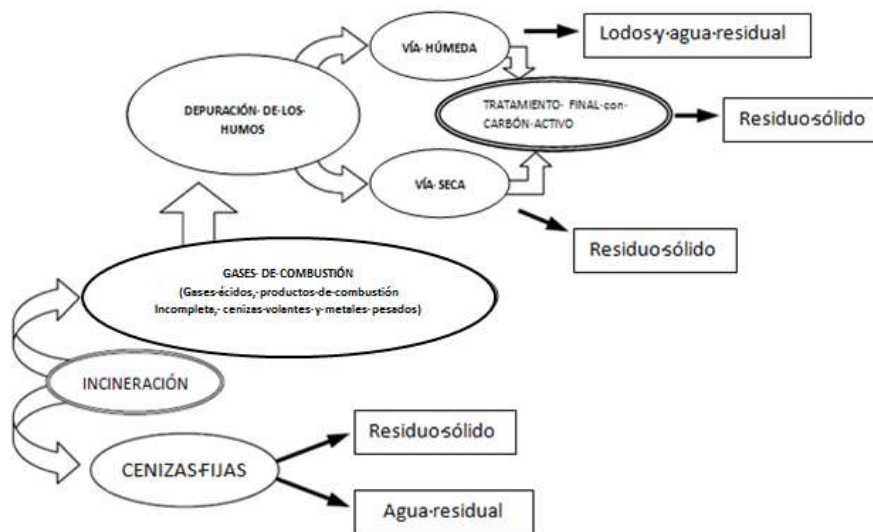 VÍA· HÚMEDA
Lodos·y·agua·residual
DEPURACIÓN· DE·LOS·
HUMOS
TRATAMIENTO· FINAL·con·
CARBÓN·ACTIVO
Residuo·sólido
VÍA· SECA
Residuo·sólido
GASES· DE·COMBUSTIÓN
(Gases·ácidos,·productos·de·combustión
Incompleta,· cenizas·volantes· y·metales· pesados)
INCINERACIÓN
Residuo·sólido
CENIZAS·FIJAS
Agua·residual